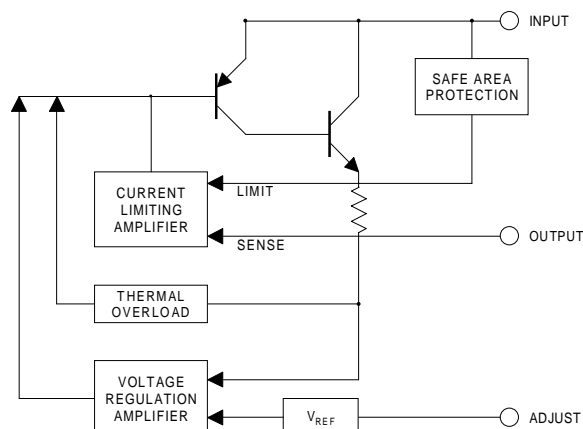 INPUT
SAFE AREA
PROTECTION
CURRENT
LIMITING
AMPLIFIER
LIMIT
SENSE
OUTPUT
THERMAL
OVERLOAD
VOLTAGE
REGULATION
AMPLIFIER
VREF
ADJUST